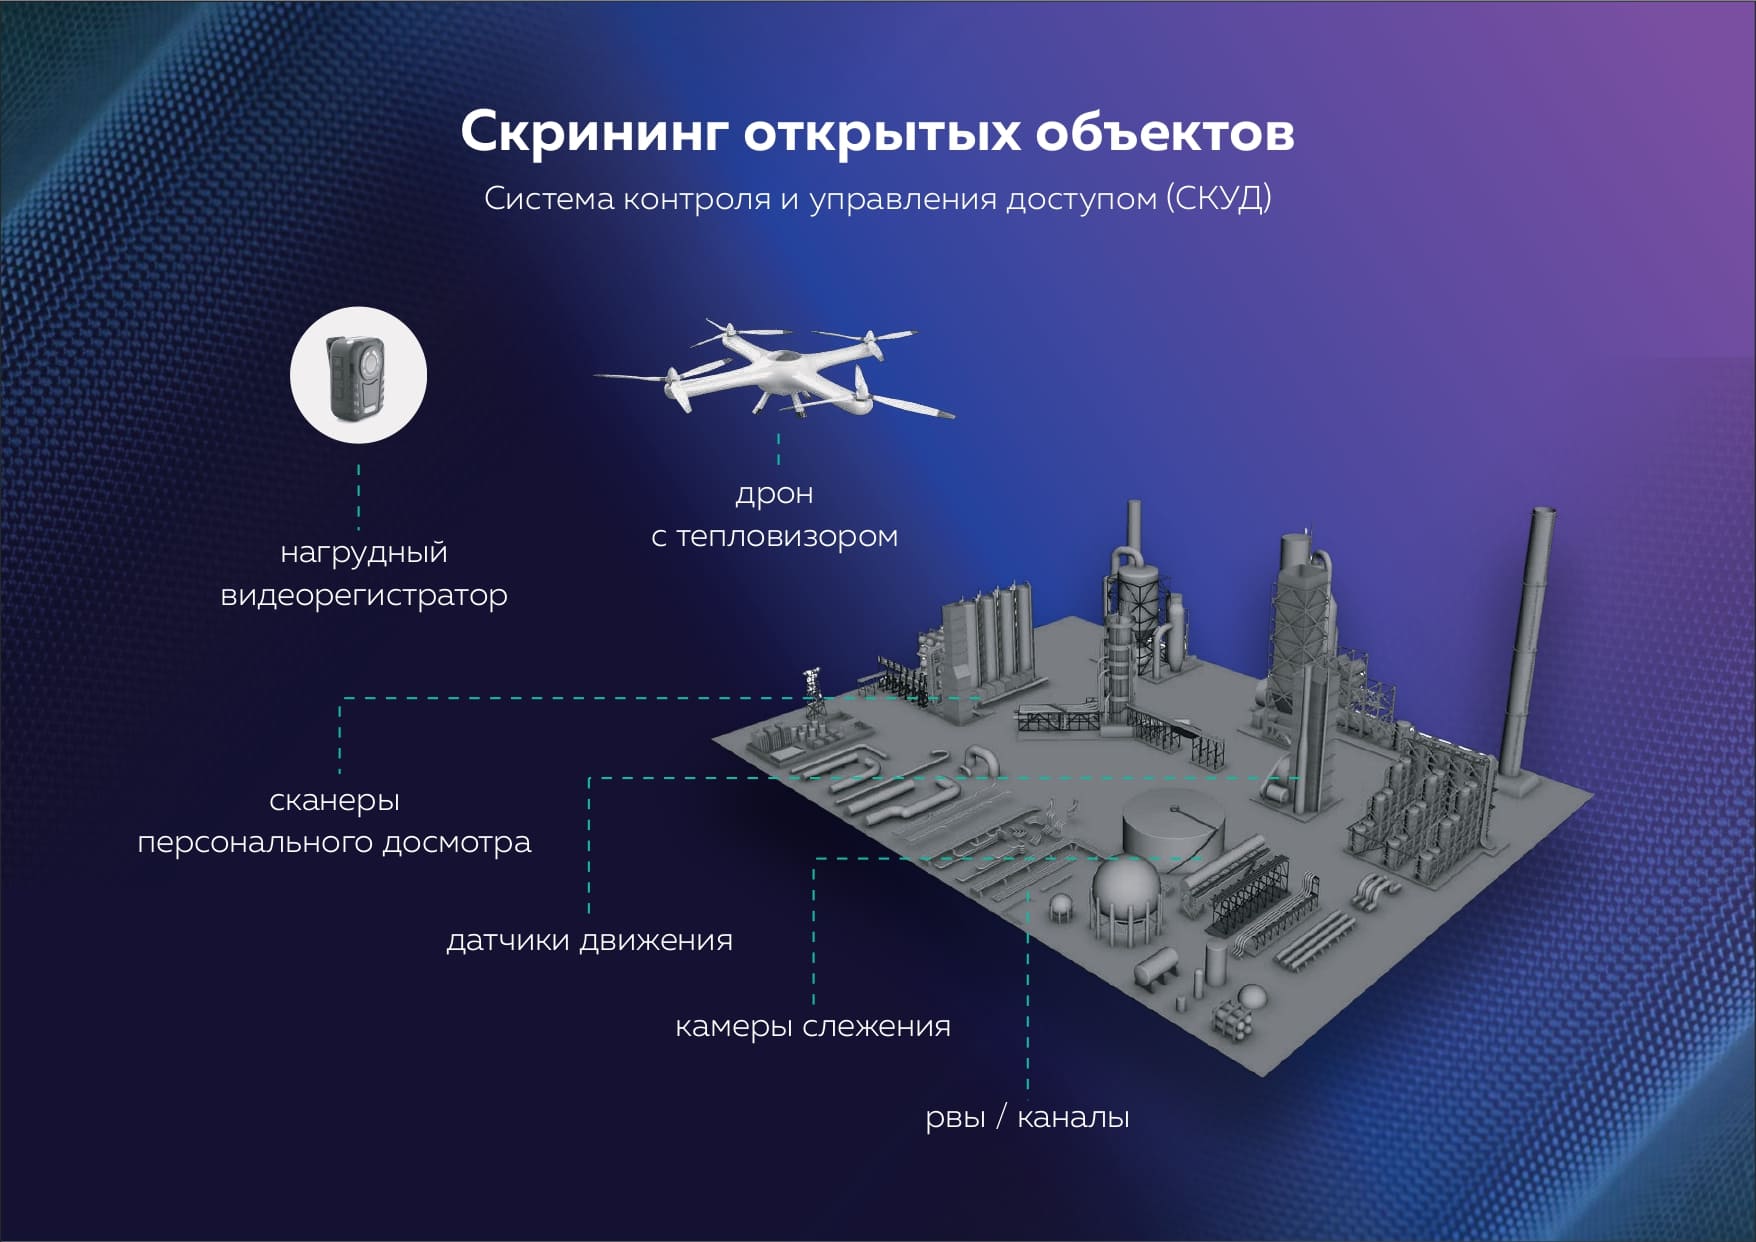 Скрининг открытых объектов
Система контроля и управления доступом (СКУД)
нагрудный
видеорегистратор
дрон
с тепловизором
сканеры
персонального досмотра
датчики движения
камеры слежения
рвы / каналы